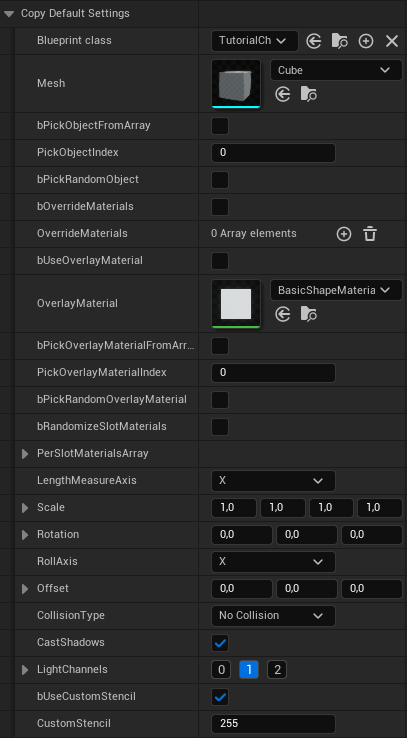 Copy Default Settings
Blueprint class TutorialCh
Mesh Cube
bPickObjectFromArray
PickObjectIndex 0
bPickRandomObject
bOverrideMaterials
OverrideMaterials 0 Array elements
bUseOverlayMaterial
OverlayMaterial BasicShapeMateria
bPickOverlayMaterialFromArr...
PickOverlayMaterialIndex 0
bPickRandomOverlayMaterial
bRandomizeSlotMaterials
PerSlotMaterialsArray
LengthMeasureAxis X
Scale 1,0 1,0 1,0 1,0
Rotation 0,0 0,0 0,0
RollAxis X
Offset 0,0 0,0 0,0
CollisionType No Collision
CastShadows
LightChannels 0 1 2
bUseCustomStencil
CustomStencil 255